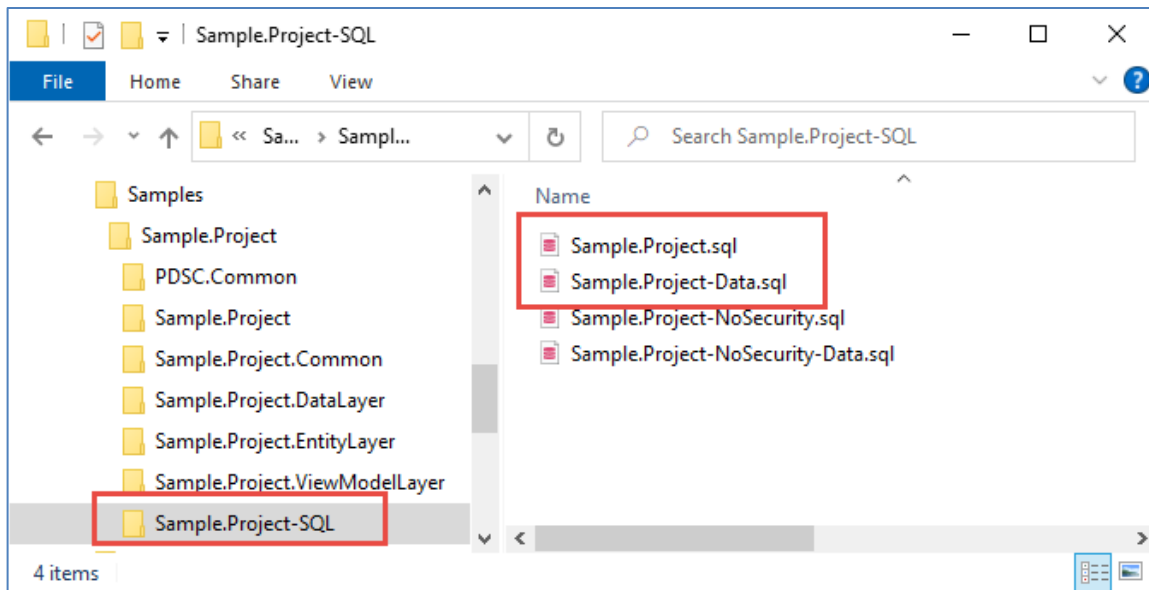 Sample.Project-SQL
File Home Share View
?
« Sa... > Sampl...
Search Sample.Project-SQL
Samples
Sample.Project
PDSC.Common
Sample.Project
Sample.Project.Common
Sample.Project.DataLayer
Sample.Project.EntityLayer
Sample.Project.ViewModelLayer
Sample.Project-SQL
Name
Sample.Project.sql
Sample.Project-Data.sql
Sample.Project-NoSecurity.sql
Sample.Project-NoSecurity-Data.sql
4 items